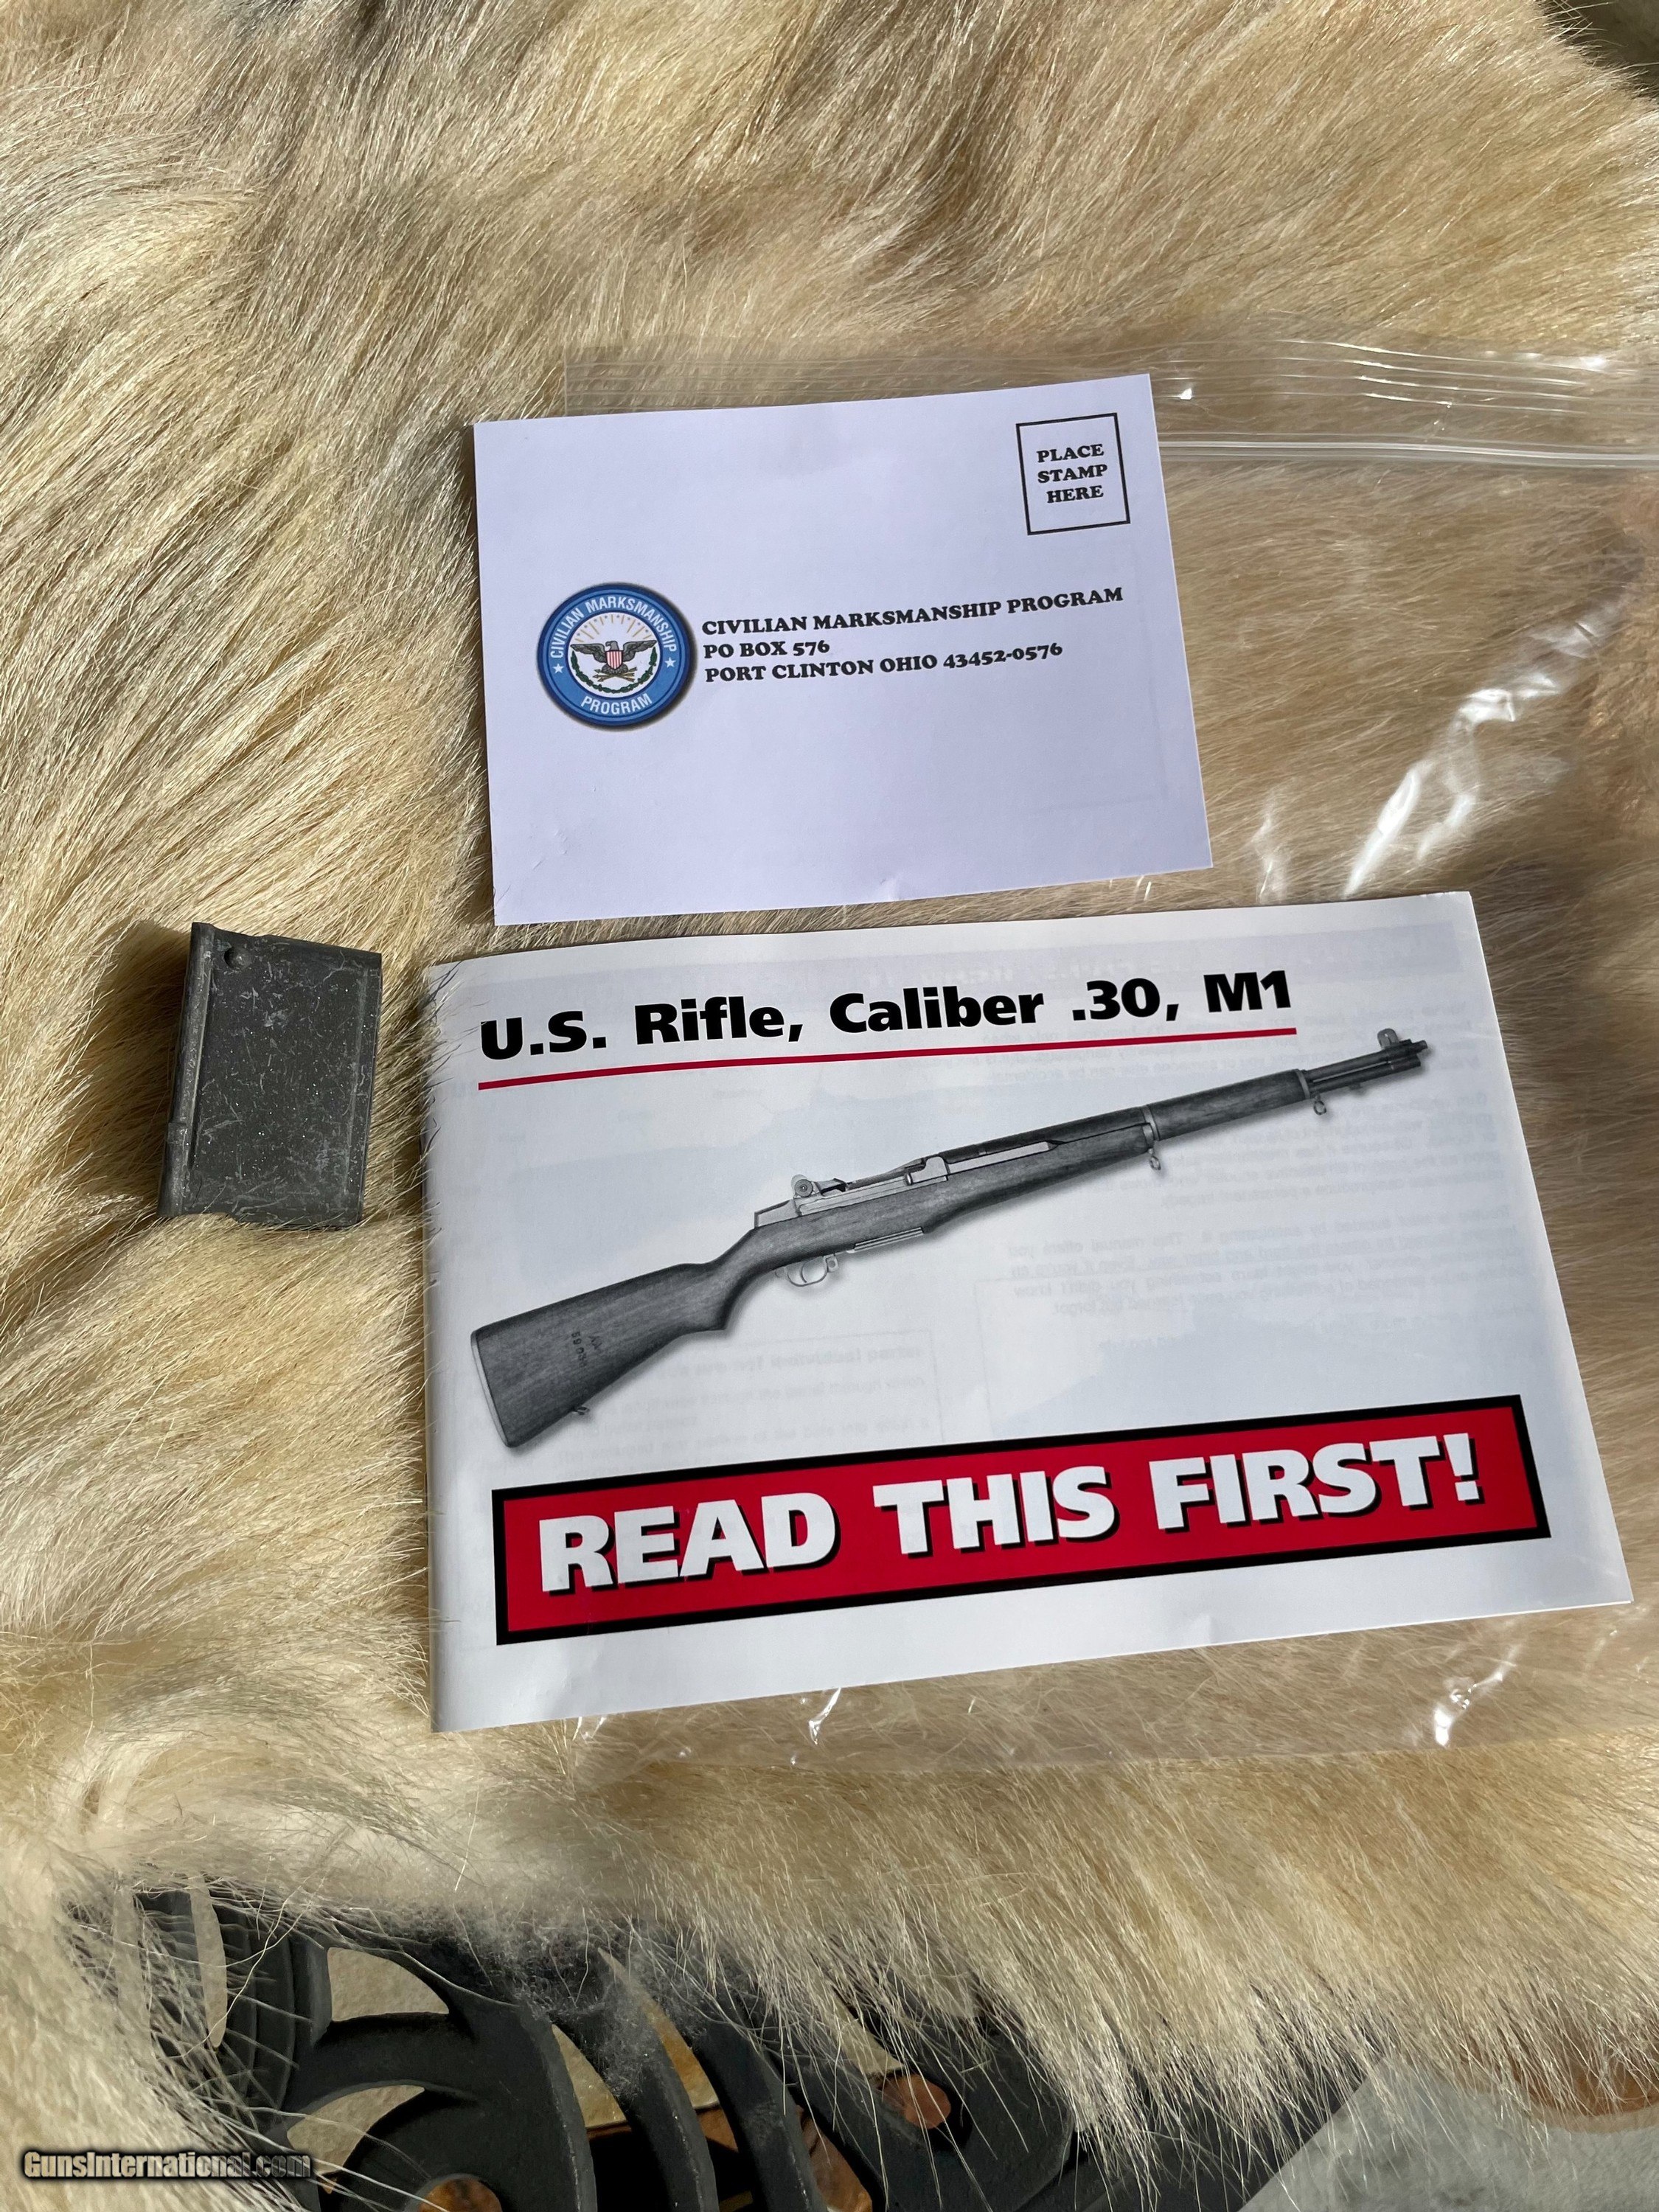 PLACE
STAMP
HERE
CIVILIAN MARKSMANSHIP
PROGRAM
CIVILIAN MARKSMANSHIP PROGRAM
PO BOX 576
PORT CLINTON OHIO 43452-0576
U.S. Rifle, Caliber .30, M1
READ THIS FIRST!
GunsInternational.com